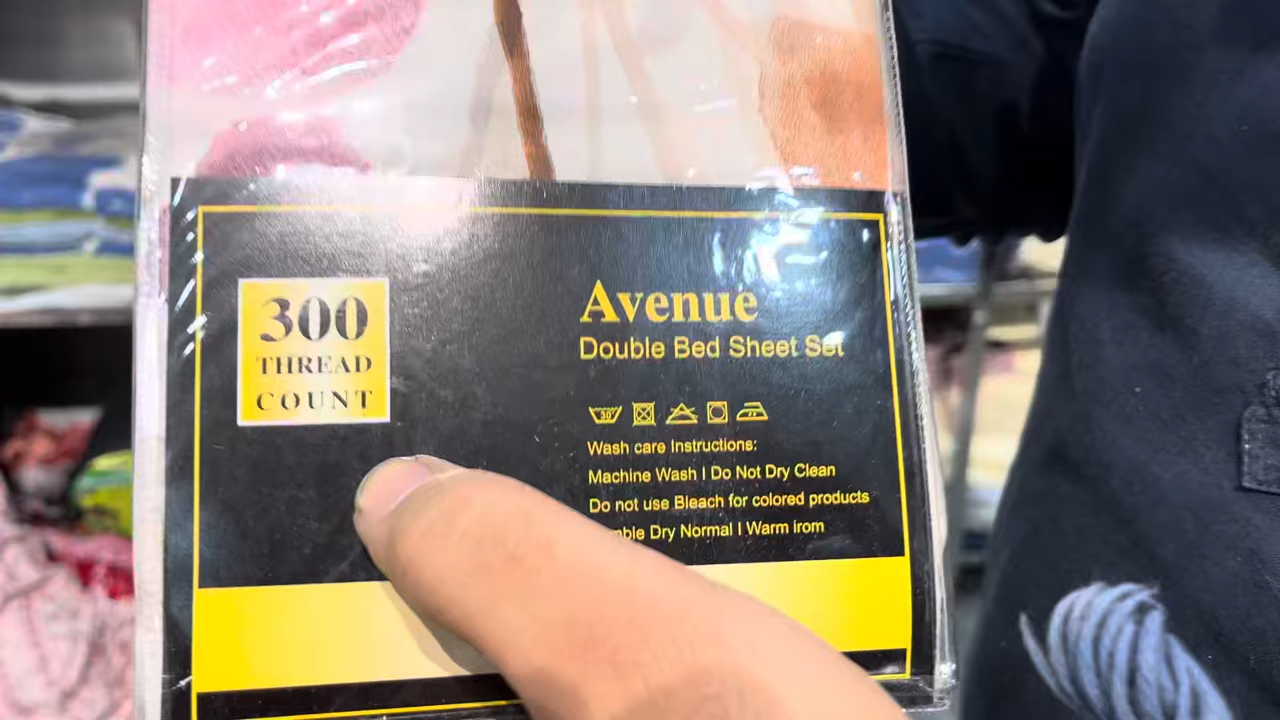 300
THREAD
COUNT
Avenue
Double Bed Sheet Set
30
Wash care Instructions:
Machine Wash I Do Not Dry Clean
Do not use Bleach for colored products
Dry Normal I Warm irom